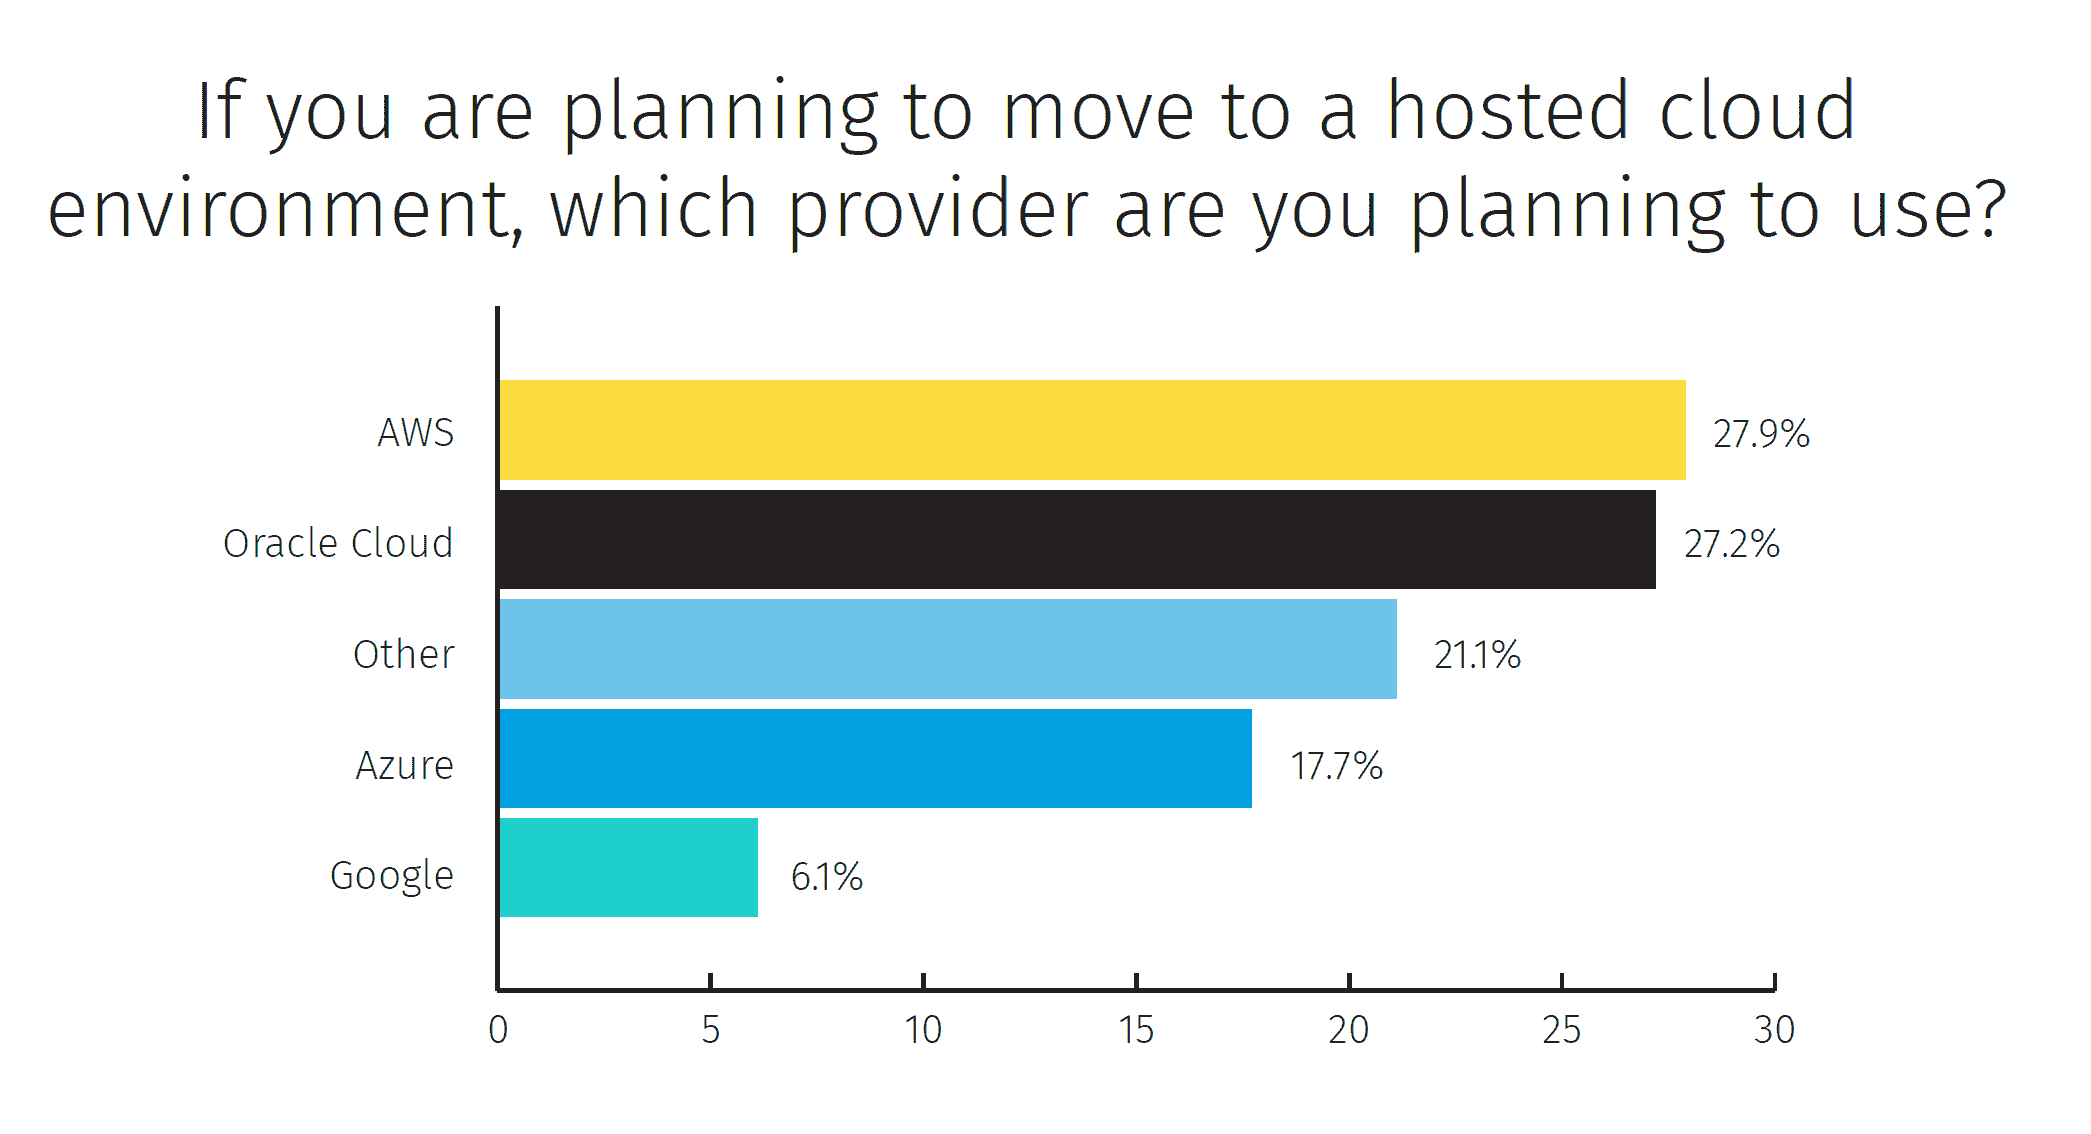 If you are planning to move to a hosted cloud
environment, which provider are you planning to use?
AWS 27.9%
Oracle Cloud 27.2%
Other 21.1%
Azure 17.7%
Google 6.1%
0 5 10 15 20 25 30